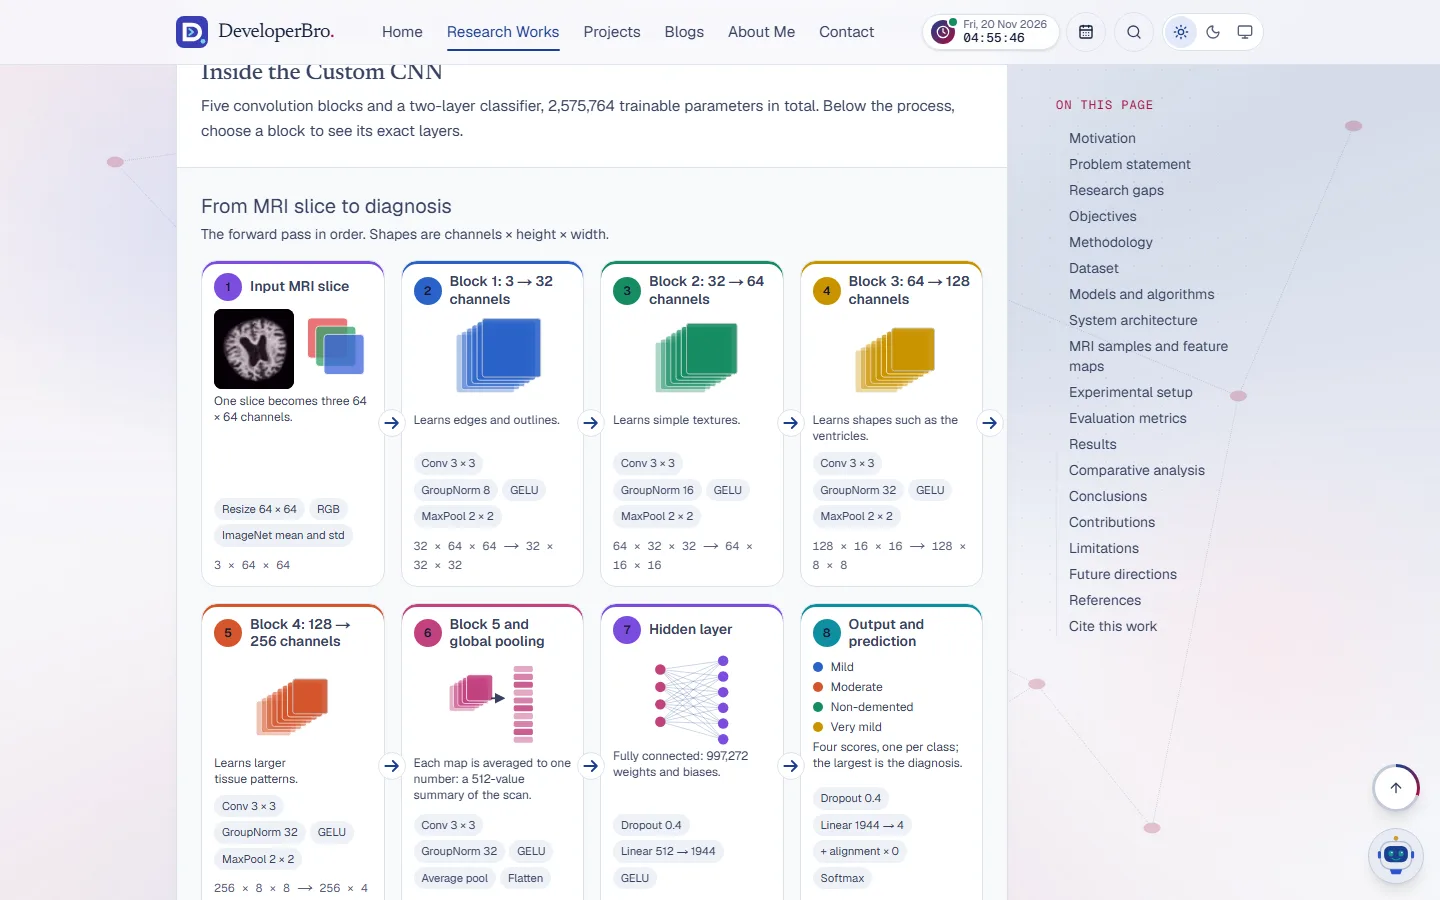 DeveloperBro.
Home
Research Works
Projects
Blogs
About Me
Contact
Fri, 20 Nov 2026
04:55:46
Inside the Custom CNN
Five convolution blocks and a two-layer classifier, 2,575,764 trainable parameters in total. Below the process,
choose a block to see its exact layers.
From MRI slice to diagnosis
The forward pass in order. Shapes are channels × height × width.
1
Input MRI slice
One slice becomes three 64
× 64 channels.
Resize 64 × 64
RGB
ImageNet mean and std
3 × 64 × 64
2
Block 1: 3 → 32
channels
Learns edges and outlines.
Conv 3 × 3
GroupNorm 8
GELU
MaxPool 2 × 2
32 × 64 × 64 → 32 ×
32 × 32
3
Block 2: 32 → 64
channels
Learns simple textures.
Conv 3 × 3
GroupNorm 16
GELU
MaxPool 2 × 2
64 × 32 × 32 → 64 ×
16 × 16
4
Block 3: 64 → 128
channels
Learns shapes such as the
ventricles.
Conv 3 × 3
GroupNorm 32
GELU
MaxPool 2 × 2
128 × 16 × 16 → 128 ×
8 × 8
5
Block 4: 128 →
256 channels
Learns larger
tissue patterns.
Conv 3 × 3
GroupNorm 32
GELU
MaxPool 2 × 2
256 × 8 × 8 → 256 × 4
6
Block 5 and
global pooling
Each map is averaged to one
number: a 512-value
summary of the scan.
Conv 3 × 3
GroupNorm 32
GELU
Average pool
Flatten
7
Hidden layer
Fully connected: 997,272
weights and biases.
Dropout 0.4
Linear 512 → 1944
GELU
8
Output and
prediction
Mild
Moderate
Non-demented
Very mild
Four scores, one per class;
the largest is the diagnosis.
Dropout 0.4
Linear 1944 → 4
+ alignment × 0
Softmax
ON THIS PAGE
Motivation
Problem statement
Research gaps
Objectives
Methodology
Dataset
Models and algorithms
System architecture
MRI samples and feature
maps
Experimental setup
Evaluation metrics
Results
Comparative analysis
Conclusions
Contributions
Limitations
Future directions
References
Cite this work